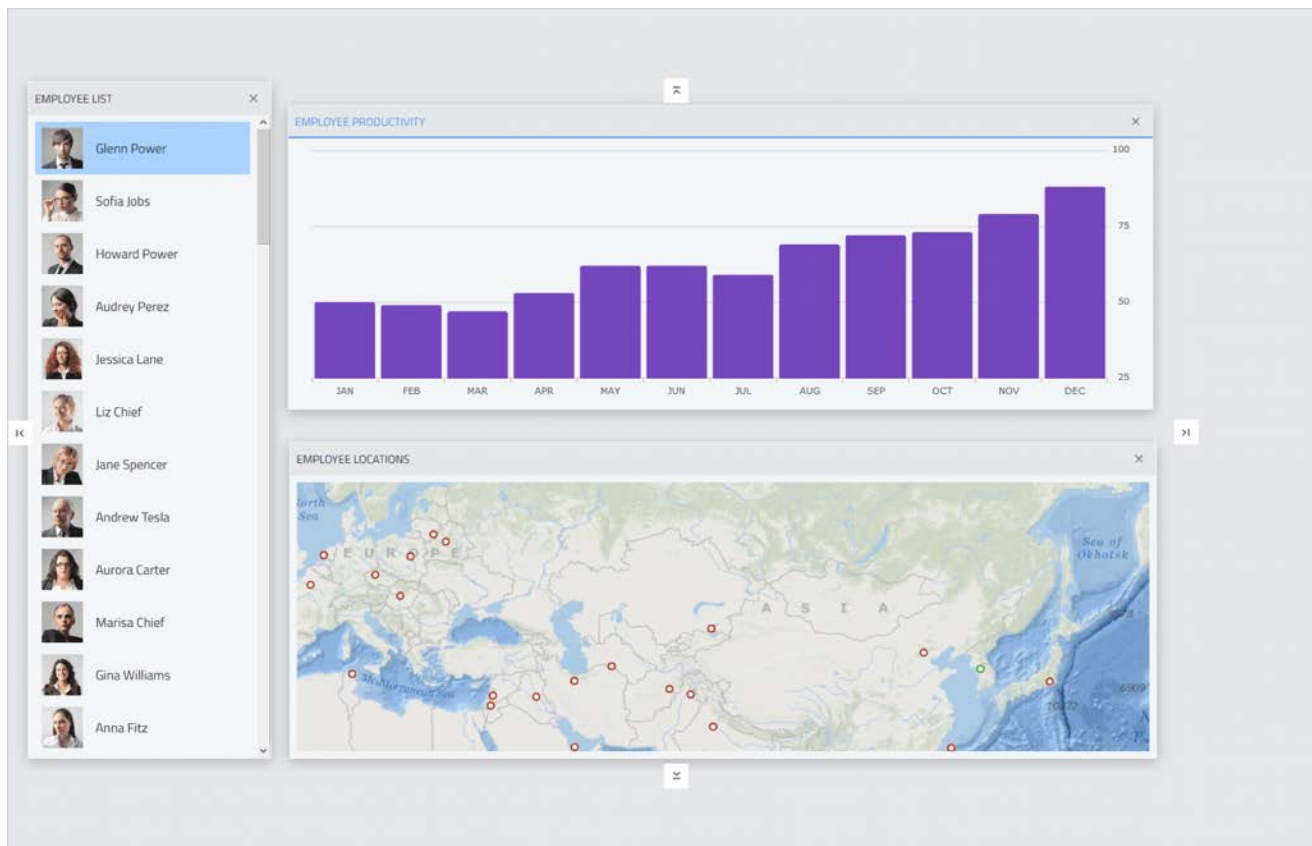 EMPLOYEE LIST
Glenn Power
Sofia Jobs
Howard Power
Audrey Perez
Jessica Lane
Liz Chief
Jane Spencer
Andrew Tesla
Aurora Carter
Marisa Chief
Gina Williams
Anna Fitz
EMPLOYEE PRODUCTIVITY
100
75
50
25
JAN FEB MAR APR MAY JUN JUL AUG SEP OCT NOV DEC
EMPLOYEE LOCATIONS
North
Sea
EUROPE
ASIA
Sea of
Okhotsk
Mediterranean Sea
6909
10272